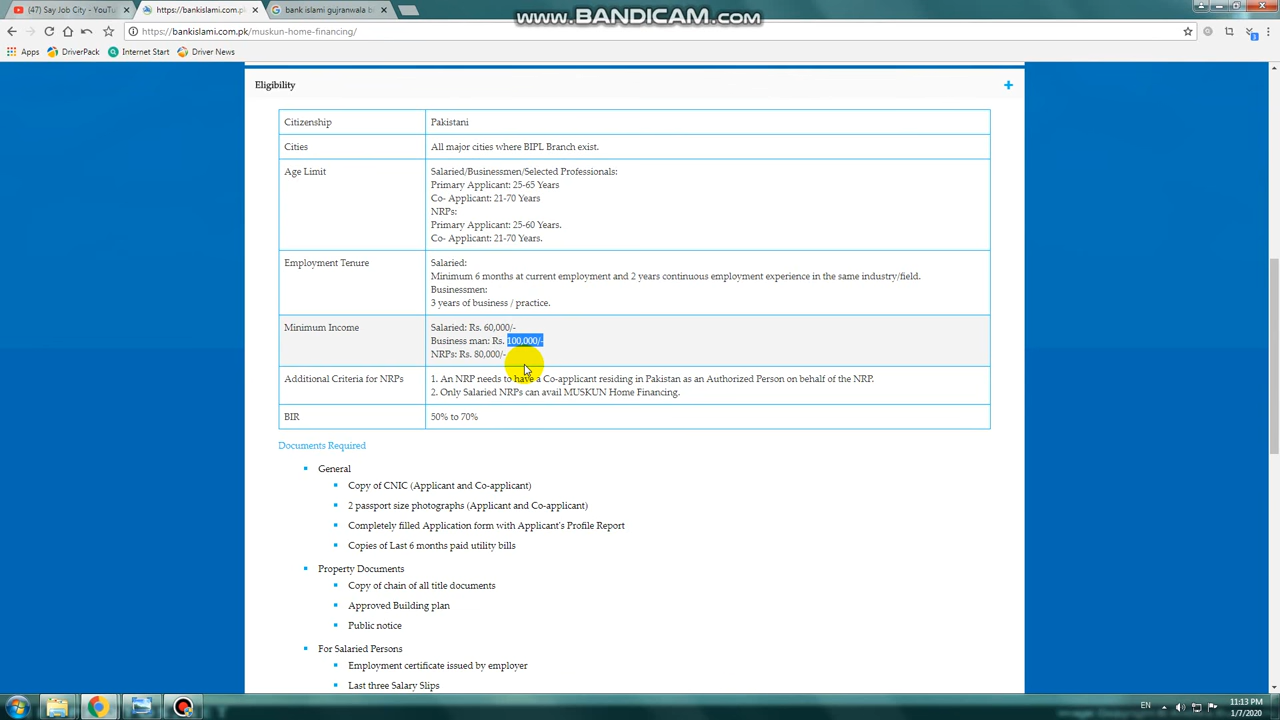 (47) Say Job City - YouTu
https://bankislami.com.pk/
bank islami gujranwala b
WWW.BANDICAM.COM
https://bankislami.com.pk/muskun-home-financing/
Apps
DriverPack
Internet Start
Driver News
Eligibility
Citizenship
Pakistani
Cities
All major cities where BIPL Branch exist.
Age Limit
Salaried/Businessmen/Selected Professionals:
Primary Applicant: 25-65 Years
Co- Applicant: 21-70 Years
NRPs:
Primary Applicant: 25-60 Years.
Co- Applicant: 21-70 Years.
Employment Tenure
Salaried:
Minimum 6 months at current employment and 2 years continuous employment experience in the same industry/field.
Businessmen:
3 years of business / practice.
Minimum Income
Salaried: Rs. 60,000/-
Business man: Rs. 100,000/-
NRPs: Rs. 80,000/-
Additional Criteria for NRPs
1. An NRP needs to have a Co-applicant residing in Pakistan as an Authorized Person on behalf of the NRP.
2. Only Salaried NRPs can avail MUSKUN Home Financing.
BIR
50% to 70%
Documents Required
General
Copy of CNIC (Applicant and Co-applicant)
2 passport size photographs (Applicant and Co-applicant)
Completely filled Application form with Applicant's Profile Report
Copies of Last 6 months paid utility bills
Property Documents
Copy of chain of all title documents
Approved Building plan
Public notice
For Salaried Persons
Employment certificate issued by employer
Last three Salary Slips
EN
11:13 PM
1/7/2020